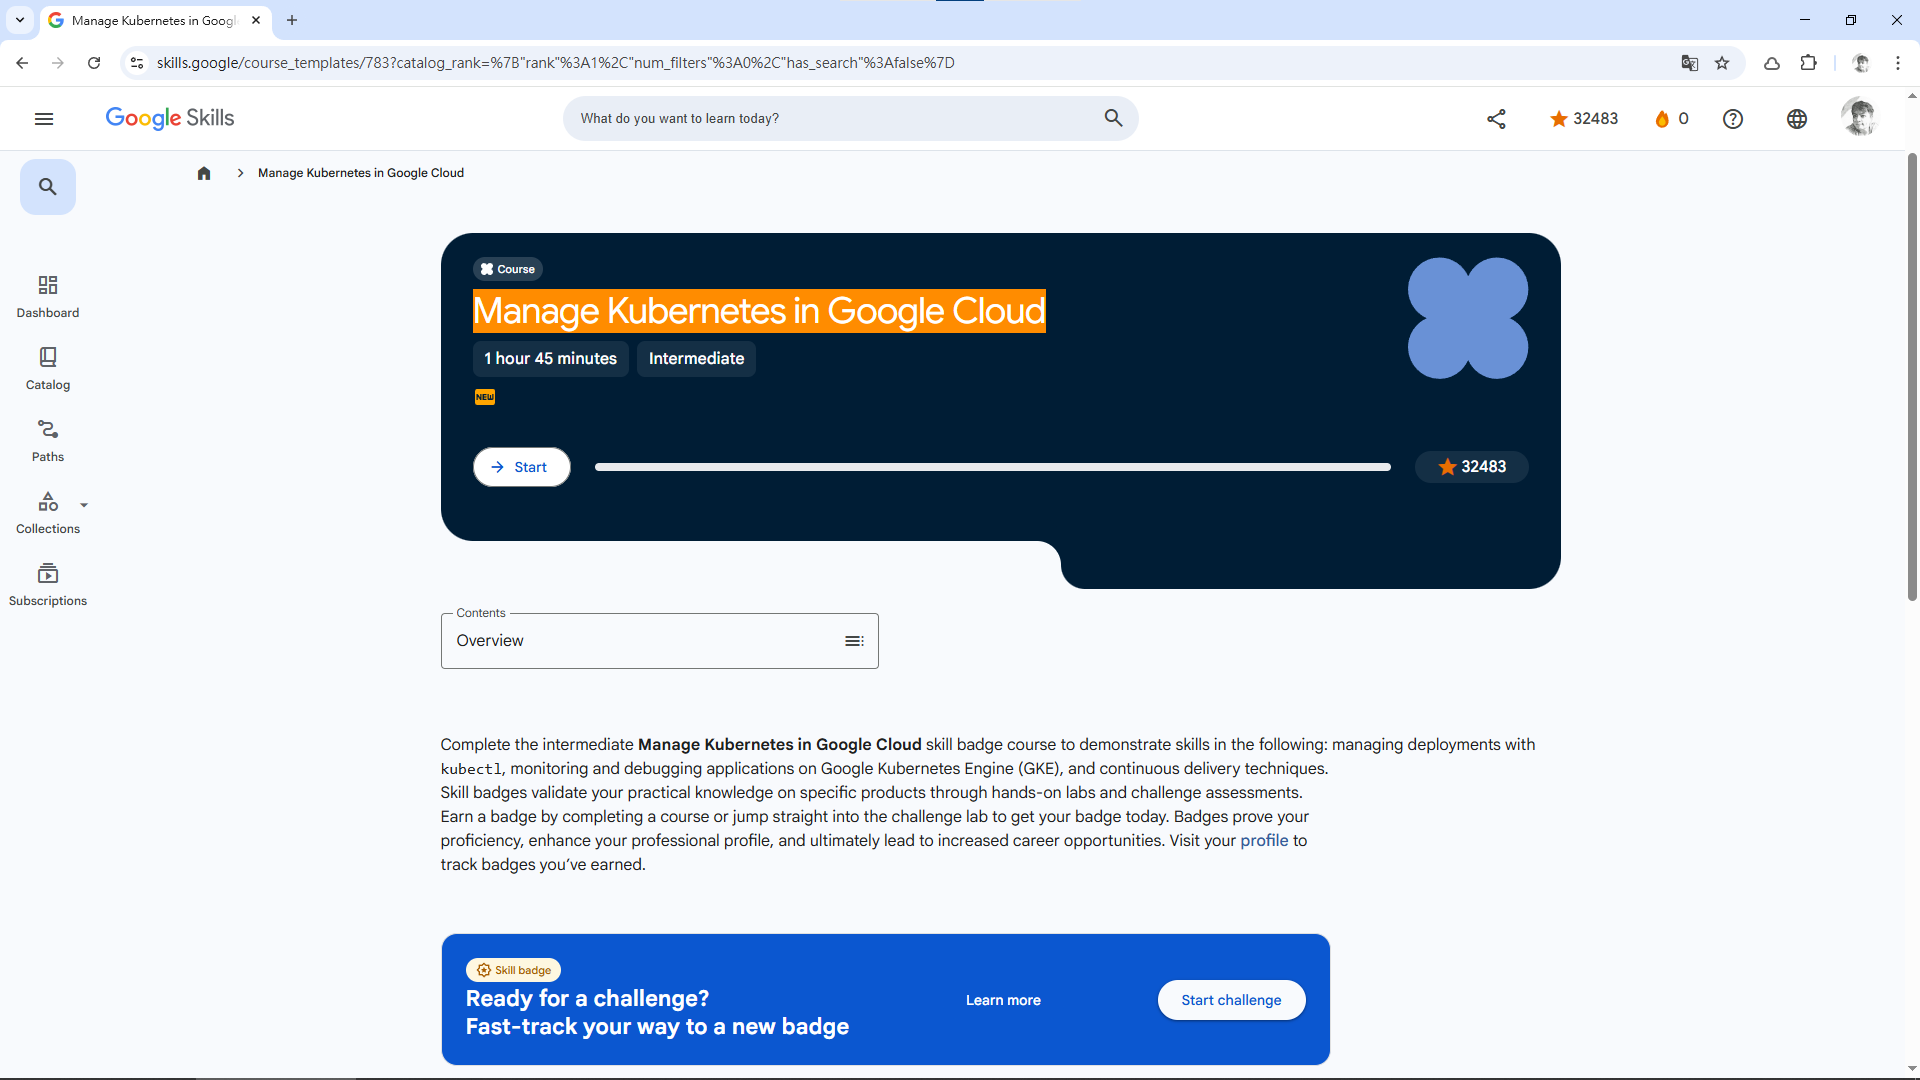 Manage Kubernetes in Googl
skills.google/course_templates/783?catalog_rank=%7B"rank"%3A1%2C"num_filters"%3A0%2C"has_search"%3Afalse%7D
Google Skills
What do you want to learn today?
32483
0
Manage Kubernetes in Google Cloud
Dashboard
Catalog
Paths
Collections
Subscriptions
Course
Manage Kubernetes in Google Cloud
1 hour 45 minutes
Intermediate
NEW
Start
32483
Contents
Overview
Complete the intermediate Manage Kubernetes in Google Cloud skill badge course to demonstrate skills in the following: managing deployments with
kubectl, monitoring and debugging applications on Google Kubernetes Engine (GKE), and continuous delivery techniques.
Skill badges validate your practical knowledge on specific products through hands-on labs and challenge assessments.
Earn a badge by completing a course or jump straight into the challenge lab to get your badge today. Badges prove your
proficiency, enhance your professional profile, and ultimately lead to increased career opportunities. Visit your profile to
track badges you’ve earned.
Skill badge
Ready for a challenge?
Fast-track your way to a new badge
Learn more
Start challenge